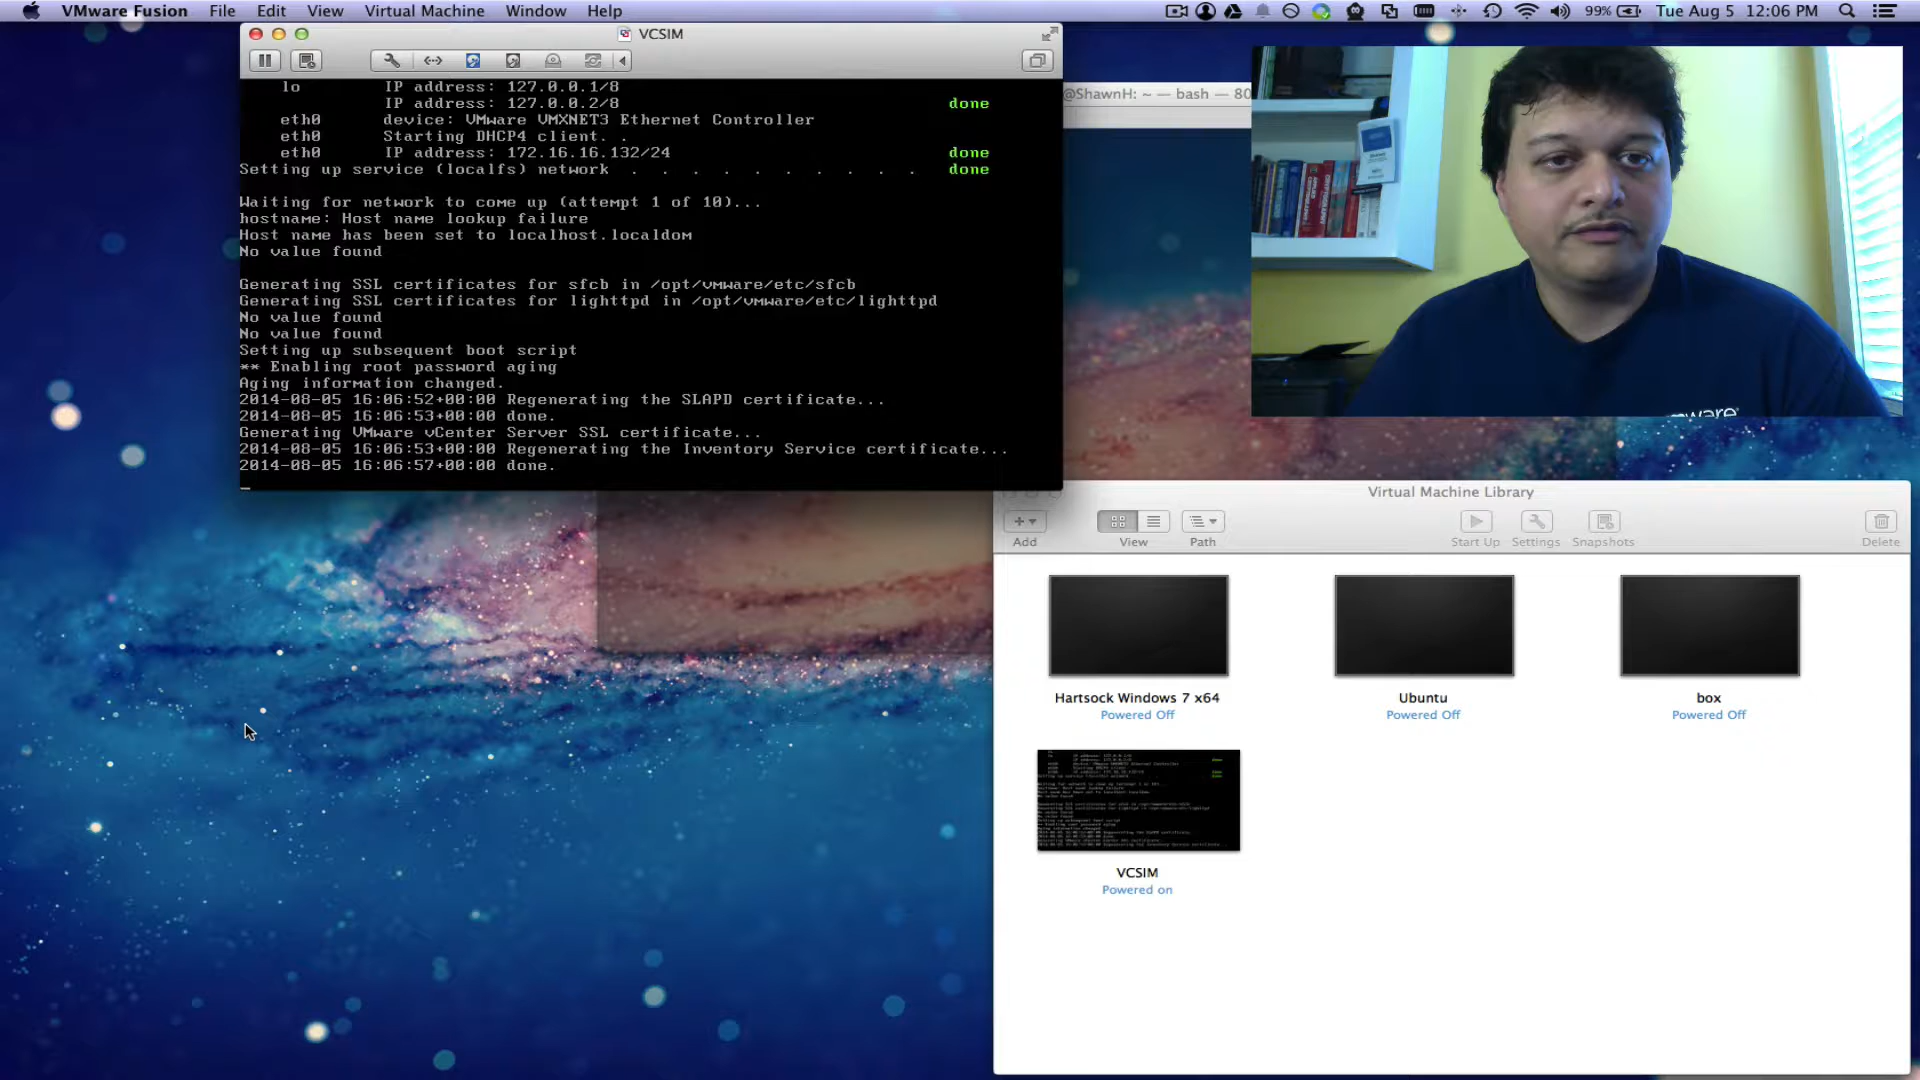 VMware Fusion File Edit View Virtual Machine Window Help 99% Tue Aug 5 12:06 PM
VCSIM
lo IP address: 127.0.0.1/8
IP address: 127.0.0.2/8 done
eth0 device: VMware VMXNET3 Ethernet Controller
eth0 Starting DHCP4 client. .
eth0 IP address: 172.16.16.132/24 done
Setting up service (localfs) network . . . . . . . . . . done
Waiting for network to come up (attempt 1 of 10)...
hostname: Host name lookup failure
Host name has been set to localhost.localdom
No value found
Generating SSL certificates for sfcb in /opt/vmware/etc/sfcb
Generating SSL certificates for lighttpd in /opt/vmware/etc/lighttpd
No value found
No value found
Setting up subsequent boot script
** Enabling root password aging
Aging information changed.
2014-08-05 16:06:52+00:00 Regenerating the SLAPD certificate...
2014-08-05 16:06:53+00:00 done.
Generating VMware vCenter Server SSL certificate...
2014-08-05 16:06:53+00:00 Regenerating the Inventory Service certificate...
2014-08-05 16:06:57+00:00 done.
@ShawnH: ~ — bash — 80
Virtual Machine Library
Add View Path Start Up Settings Snapshots Delete
Hartsock Windows 7 x64
Powered Off
Ubuntu
Powered Off
box
Powered Off
VCSIM
Powered on